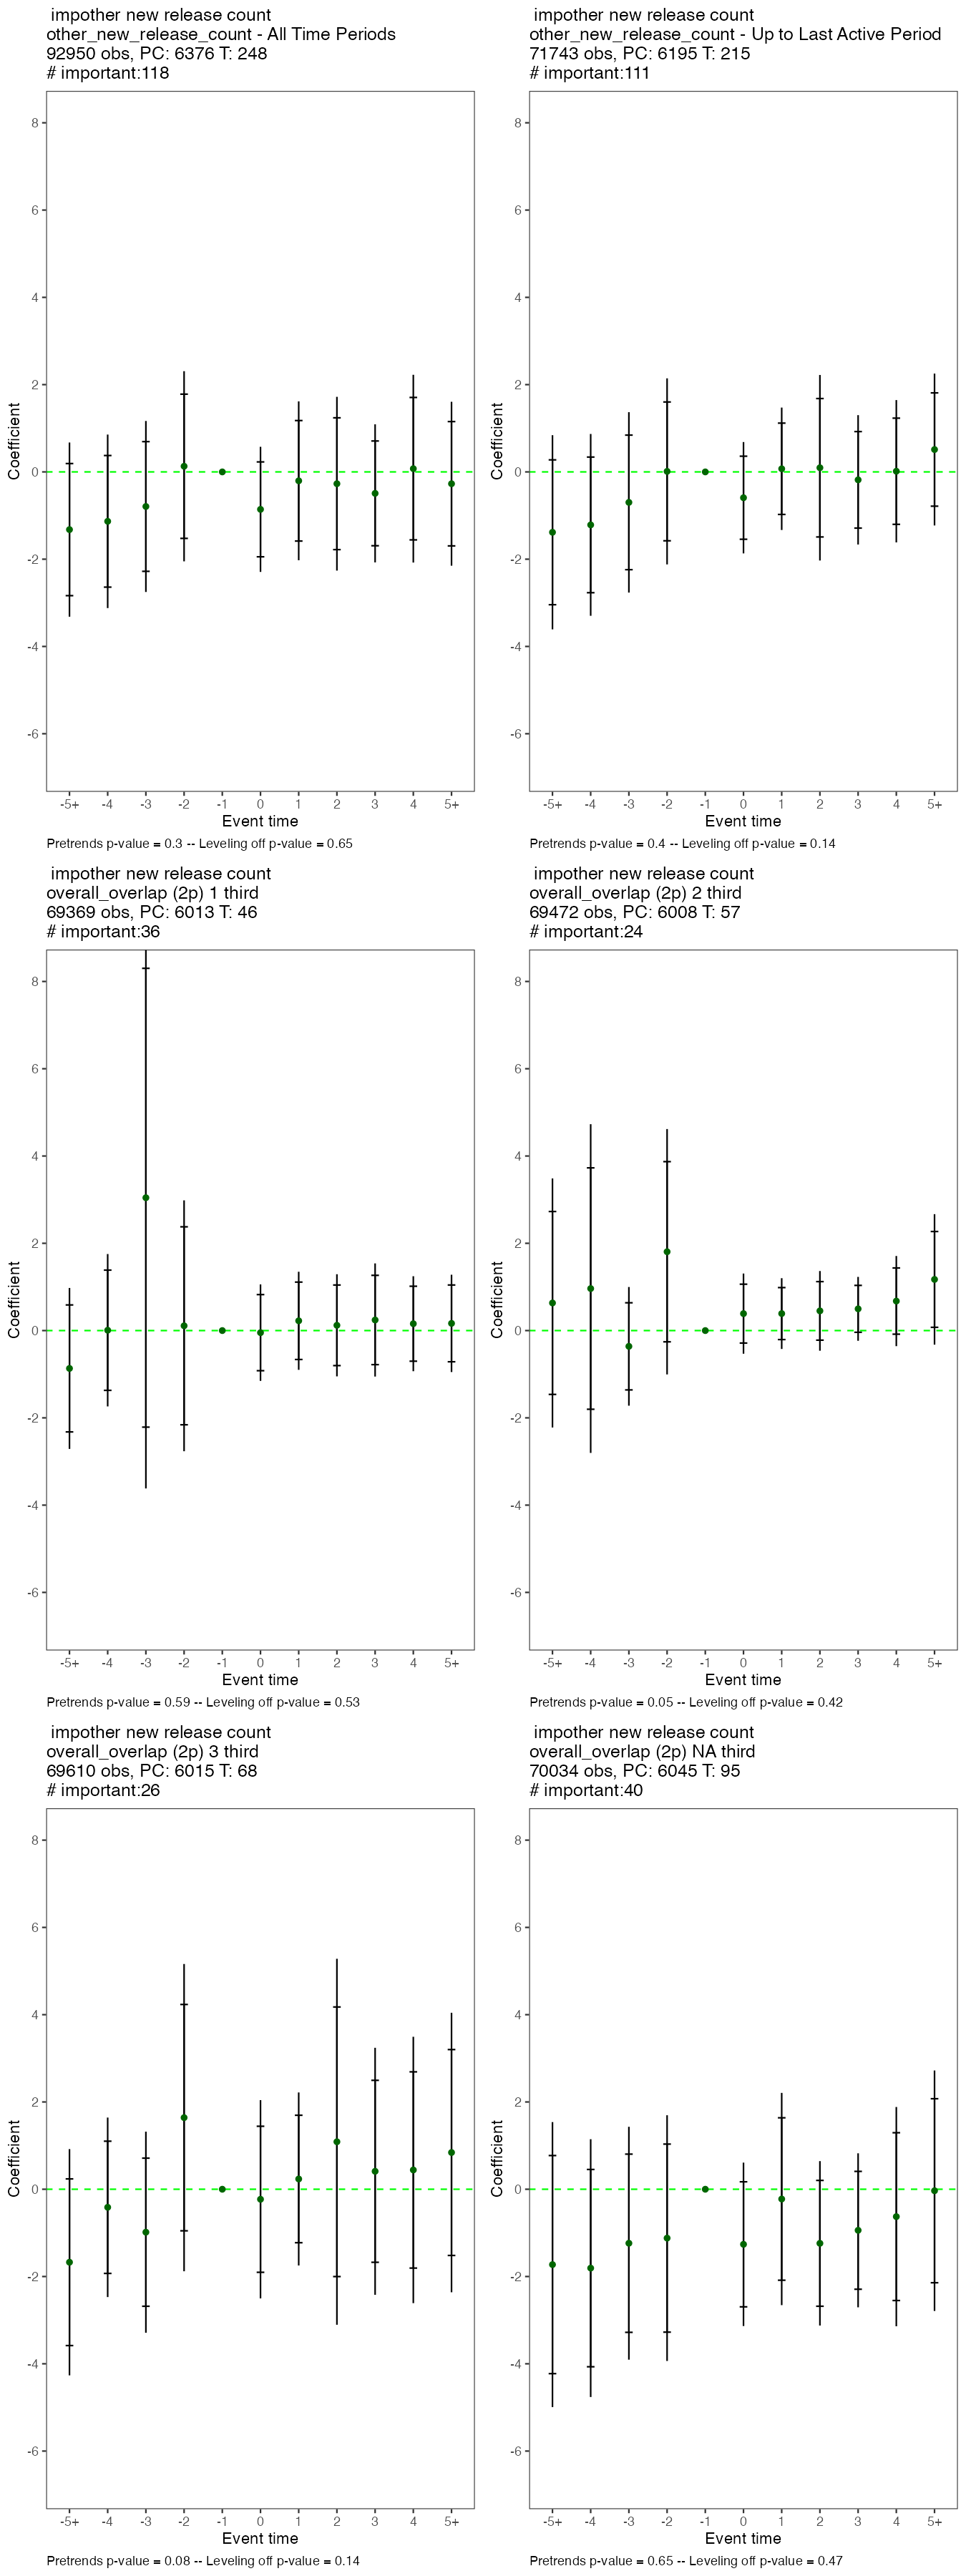 impother new release count
other_new_release_count - All Time Periods
92950 obs, PC: 6376 T: 248
# important:118
8
6
4
2
0
-2
-4
-6
Coefficient
-5+ -4 -3 -2 -1 0 1 2 3 4 5+
Event time
Pretrends p-value = 0.3 -- Leveling off p-value = 0.65
impother new release count
other_new_release_count - Up to Last Active Period
71743 obs, PC: 6195 T: 215
# important:111
8
6
4
2
0
-2
-4
-6
Coefficient
-5+ -4 -3 -2 -1 0 1 2 3 4 5+
Event time
Pretrends p-value = 0.4 -- Leveling off p-value = 0.14
impother new release count
overall_overlap (2p) 1 third
69369 obs, PC: 6013 T: 46
# important:36
8
6
4
2
0
-2
-4
-6
Coefficient
-5+ -4 -3 -2 -1 0 1 2 3 4 5+
Event time
Pretrends p-value = 0.59 -- Leveling off p-value = 0.53
impother new release count
overall_overlap (2p) 2 third
69472 obs, PC: 6008 T: 57
# important:24
8
6
4
2
0
-2
-4
-6
Coefficient
-5+ -4 -3 -2 -1 0 1 2 3 4 5+
Event time
Pretrends p-value = 0.05 -- Leveling off p-value = 0.42
impother new release count
overall_overlap (2p) 3 third
69610 obs, PC: 6015 T: 68
# important:26
8
6
4
2
0
-2
-4
-6
Coefficient
-5+ -4 -3 -2 -1 0 1 2 3 4 5+
Event time
Pretrends p-value = 0.08 -- Leveling off p-value = 0.14
impother new release count
overall_overlap (2p) NA third
70034 obs, PC: 6045 T: 95
# important:40
8
6
4
2
0
-2
-4
-6
Coefficient
-5+ -4 -3 -2 -1 0 1 2 3 4 5+
Event time
Pretrends p-value = 0.65 -- Leveling off p-value = 0.47